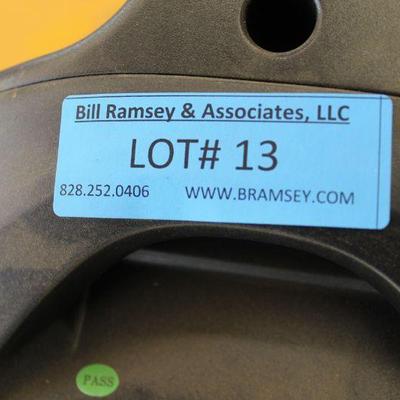 Bill Ramsey & Associates, LLC
LOT# 13
828.252.0406 WWW.BRAMSEY.COM
PASS